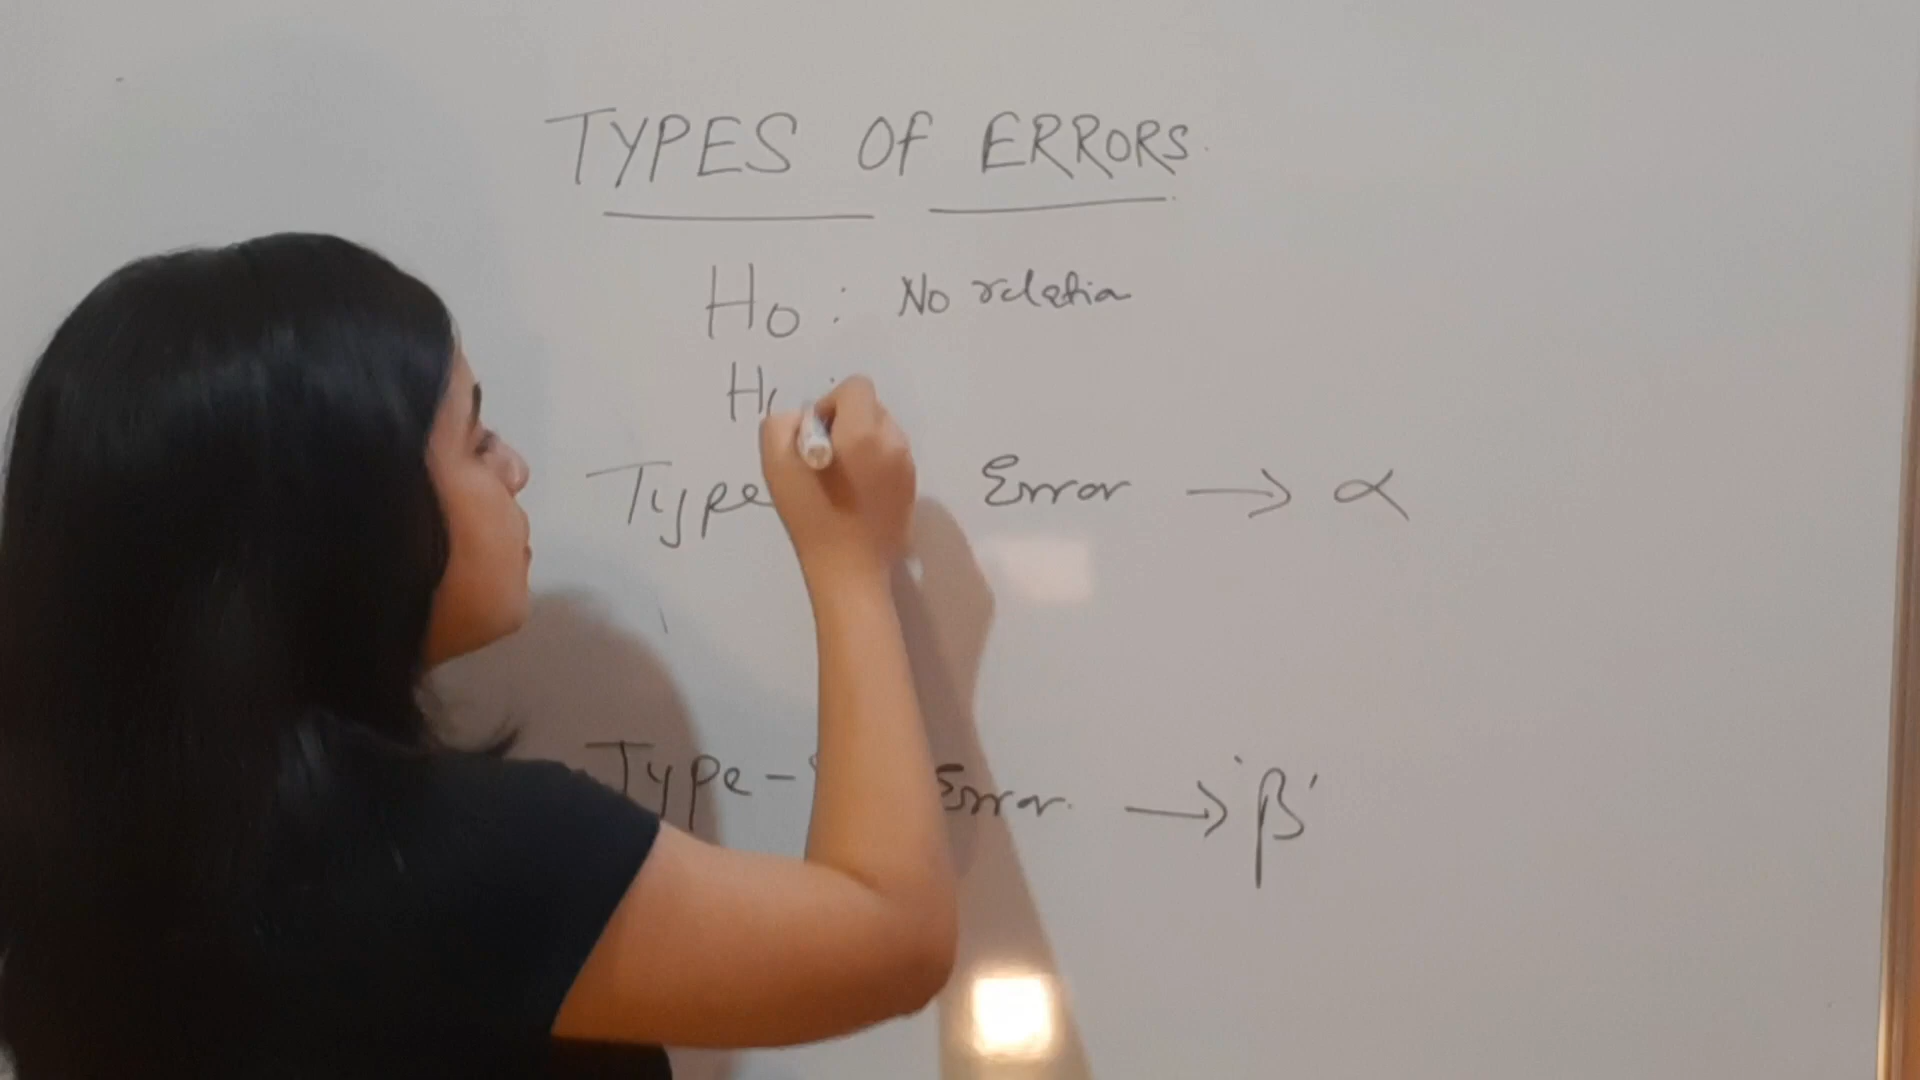 TYPES OF ERRORS
Ho : No relation
H :
Type Error → α
Type- Error. → 'β'